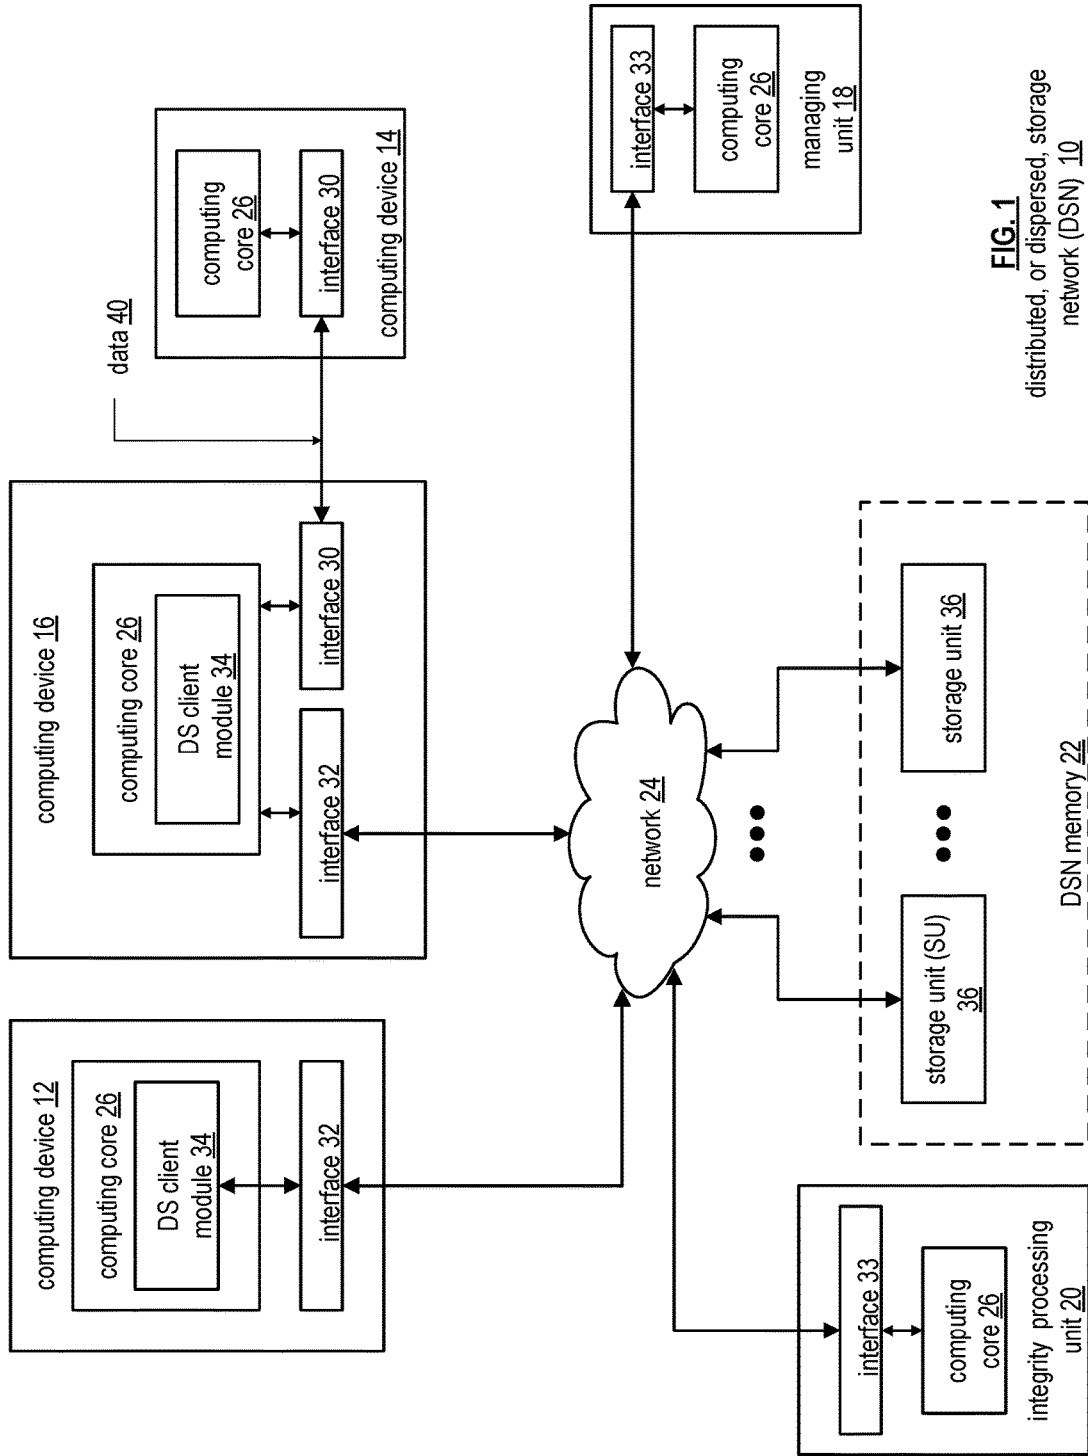 computing device 12
computing core 26
DS client
module 34
interface 32
computing device 16
computing core 26
DS client
module 34
interface 32
interface 30
data 40
computing
core 26
interface 30
computing device 14
network 24
interface 33
computing
core 26
managing
unit 18
interface 33
computing
core 26
integrity processing
unit 20
storage unit (SU)
36
storage unit 36
DSN memory 22
FIG. 1
distributed, or dispersed, storage
network (DSN) 10